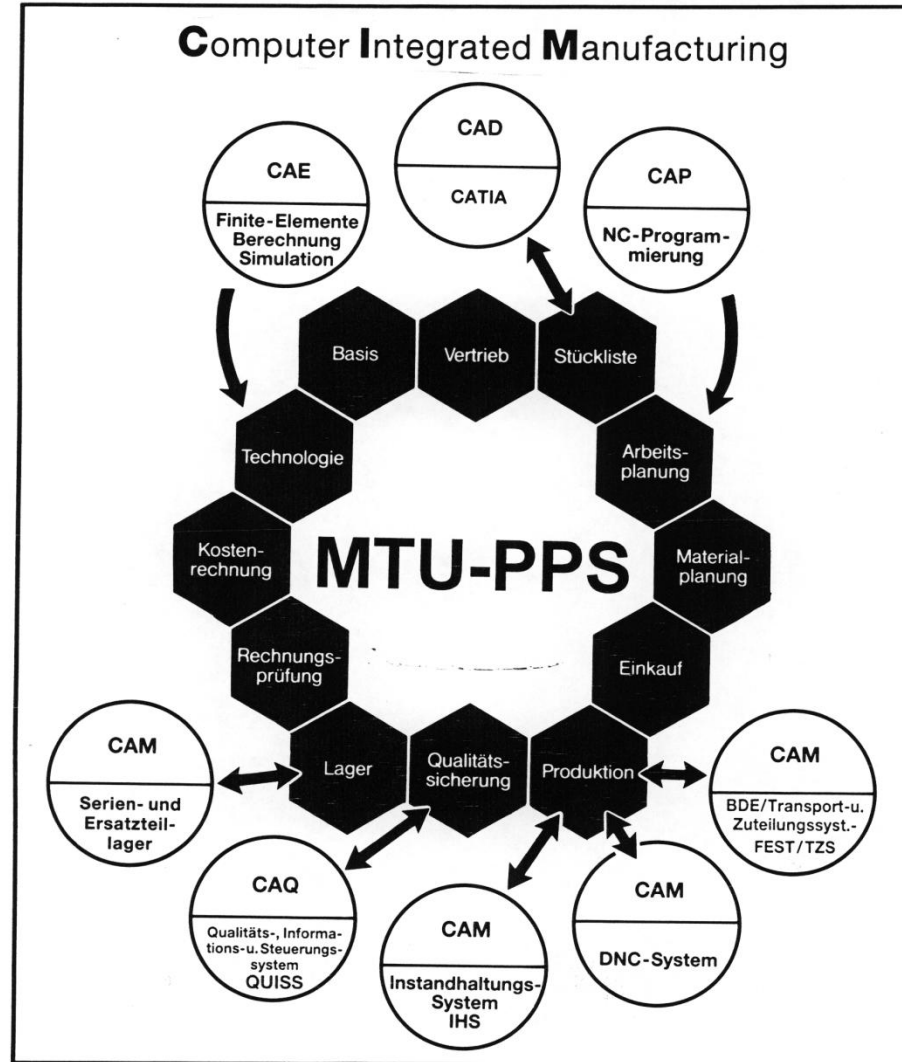 Computer Integrated Manufacturing
CAD
CATIA
CAE
Finite-Elemente
Berechnung
Simulation
CAP
NC-Program-
mierung
Basis
Vertrieb
Stückliste
Technologie
Arbeits-
planung
Kosten-
rechnung
MTU-PPS
Material-
planung
Rechnungs-
prüfung
Einkauf
Lager
Qualitäts-
sicherung
Produktion
CAM
Serien- und
Ersatzteil-
lager
CAM
BDE/Transport-u.
Zuteilungssyst.-
FEST/TZS
CAQ
Qualitäts-, Informa-
tions-u. Steuerungs-
system
QUISS
CAM
Instandhaltungs-
System
IHS
CAM
DNC-System